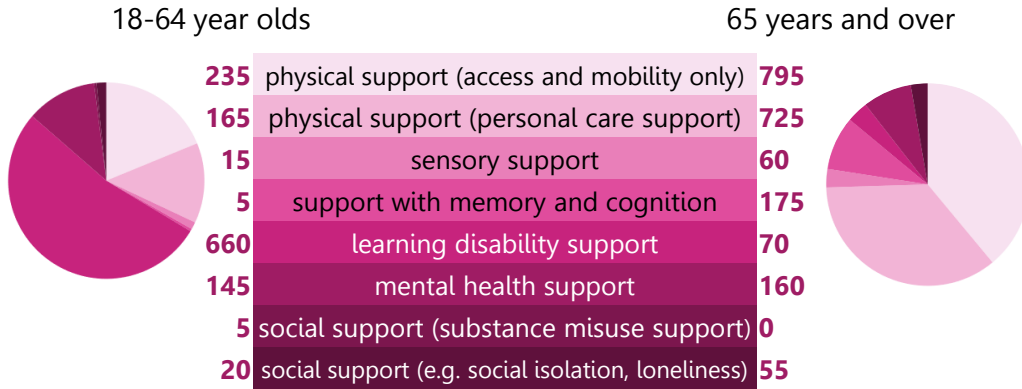 18-64 year olds 65 years and over
235 physical support (access and mobility only) 795
165 physical support (personal care support) 725
15 sensory support 60
5 support with memory and cognition 175
660 learning disability support 70
145 mental health support 160
5 social support (substance misuse support) 0
20 social support (e.g. social isolation, loneliness) 55